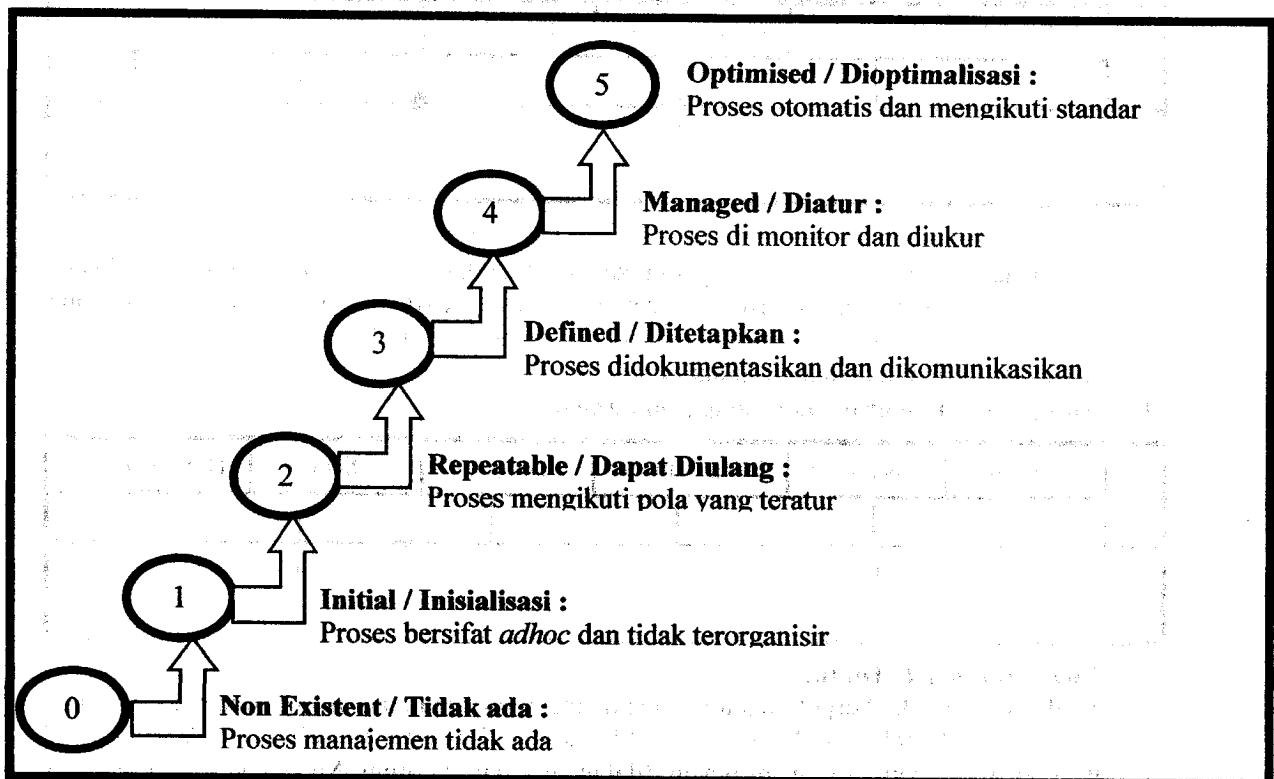 5
Optimised / Dioptimalisasi :
Proses otomatis dan mengikuti standar
4
Managed / Diatur :
Proses di monitor dan diukur
3
Defined / Ditetapkan :
Proses didokumentasikan dan dikomunikasikan
2
Repeatable / Dapat Diulang :
Proses mengikuti pola yang teratur
1
Initial / Inisialisasi :
Proses bersifat adhoc dan tidak terorganisir
0
Non Existent / Tidak ada :
Proses manajemen tidak ada